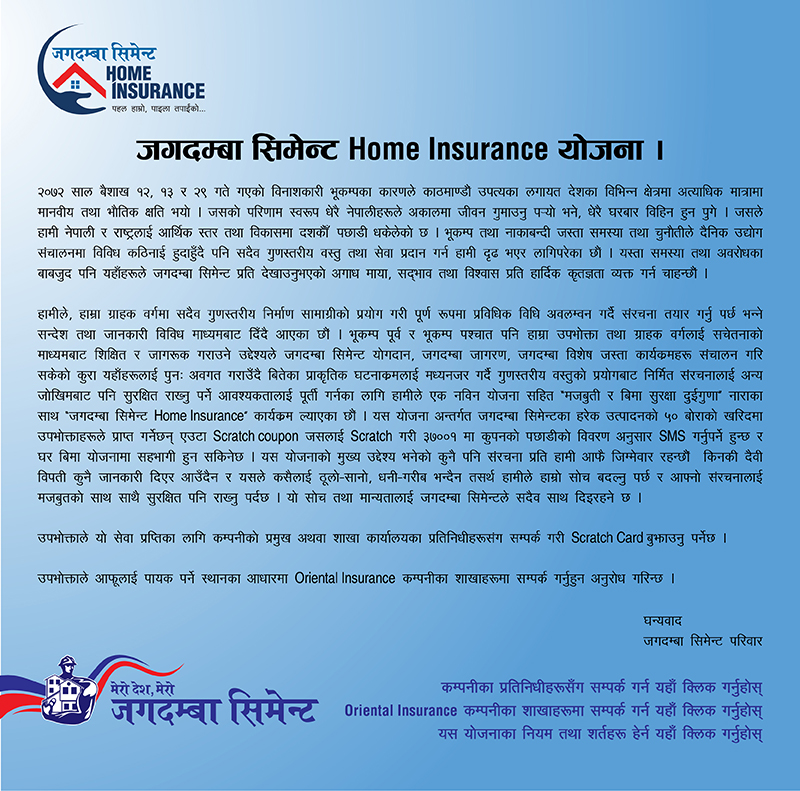 जगदम्बा सिमेन्ट
HOME
INSURANCE
पहल हाम्रो, पाइला तपाईंको...
जगदम्बा सिमेन्ट Home Insurance योजना ।
२०७२ साल बैशाख १२, १३ र २९ गते गएको विनाशकारी भूकम्पका कारणले काठमाण्डौ उपत्यका लगायत देशका विभिन्न क्षेत्रमा अत्याधिक मात्रामा
मानवीय तथा भौतिक क्षति भयो । जसको परिणाम स्वरूप धेरै नेपालीहरूले अकालमा जीवन गुमाउनु पऱ्यो भने, धेरै घरबार विहिन हुन पुगे । जसले
हामी नेपाली र राष्ट्रलाई आर्थिक स्तर तथा विकासमा दशकौँ पछाडी धकेलेको छ । भूकम्प तथा नाकाबन्दी जस्ता समस्या तथा चुनौतीले दैनिक उद्योग
संचालनमा विविध कठिनाई हुदाहुँदै पनि सदैव गुणस्तरीय वस्तु तथा सेवा प्रदान गर्न हामी दृढ भएर लागिपरेका छौ । यस्ता समस्या तथा अवरोधका
बाबजुद पनि यहाँहरूले जगदम्बा सिमेन्ट प्रति देखाउनुभएको अगाध माया, सद्भाव तथा विश्वास प्रति हार्दिक कृतज्ञता व्यक्त गर्न चाहन्छौ ।
हामीले, हाम्रा ग्राहक वर्गमा सदैव गुणस्तरीय निर्माण सामाग्रीको प्रयोग गरी पूर्ण रूपमा प्रविधिक विधि अवलम्वन गर्दै संरचना तयार गर्नु पर्छ भन्ने
सन्देश तथा जानकारी विविध माध्यमबाट दिँदै आएका छौं । भूकम्प पूर्व र भूकम्प पश्चात पनि हाम्रा उपभोक्ता तथा ग्राहक वर्गलाई सचेतनाको
माध्यमबाट शिक्षित र जागरूक गराउने उद्देश्यले जगदम्बा सिमेन्ट योगदान, जगदम्बा जागरण, जगदम्बा विशेष जस्ता कार्यक्रमहरू संचालन गरि
सकेको कुरा यहाँहरूलाई पुनः अवगत गराउँदै बितेका प्राकृतिक घटनाक्रमलाई मध्यनजर गर्दै गुणस्तरीय वस्तुको प्रयोगबाट निर्मित संरचनालाई अन्य
जोखिमबाट पनि सुरक्षित राख्नु पर्ने आवश्यकतालाई पूर्ती गर्नका लागि हामीले एक नविन योजना सहित "मजबुती र बिमा सुरक्षा दुईगुणा" नाराका
साथ "जगदम्बा सिमेन्ट Home Insurance" कार्यक्रम ल्याएका छौ । यस योजना अन्तर्गत जगदम्बा सिमेन्टका हरेक उत्पादनको ५० बोराको खरिदमा
उपभोक्ताहरूले प्राप्त गर्नेछन् एउटा Scratch coupon जसलाई Scratch गरी ३७००१ मा कुपनको पछाडीको विवरण अनुसार SMS गर्नुपर्ने हुन्छ र
घर बिमा योजनामा सहभागी हुन सकिनेछ । यस योजनाको मुख्य उद्देश्य भनेको कुनै पनि संरचना प्रति हामी आफै जिम्मेवार रहन्छौ किनकी दैवी
विपती कुनै जानकारी दिएर आउँदैन र यसले कसैलाई ठूलो-सानो, धनी-गरीब भन्दैन तसर्थ हामीले हाम्रो सोच बदल्नु पर्छ र आफ्नो संरचनालाई
मजबुतको साथ साथै सुरक्षित पनि राख्नु पर्दछ । यो सोच तथा मान्यतालाई जगदम्बा सिमेन्टले सदैव साथ दिइरहने छ ।
उपभोक्ताले यो सेवा प्रप्तिका लागि कम्पनीको प्रमुख अथवा शाखा कार्यालयका प्रतिनिधीहरूसंग सम्पर्क गरी Scratch Card बुझाउनु पर्नेछ ।
उपभोक्ताले आफूलाई पायक पर्ने स्थानका आधारमा Oriental Insurance कम्पनीका शाखाहरूमा सम्पर्क गर्नुहुन अनुरोध गरिन्छ ।
घन्यवाद
जगदम्बा सिमेन्ट परिवार
मेरो देश, मेरो
जगदम्बा सिमेन्ट
कम्पनीका प्रतिनिधीहरूसँग सम्पर्क गर्न यहाँ क्लिक गर्नुहोस्
Oriental Insurance कम्पनीका शाखाहरूमा सम्पर्क गर्न यहाँ क्लिक गर्नुहोस्
यस योजनाका नियम तथा शर्तहरू हेर्न यहाँ क्लिक गर्नुहोस्